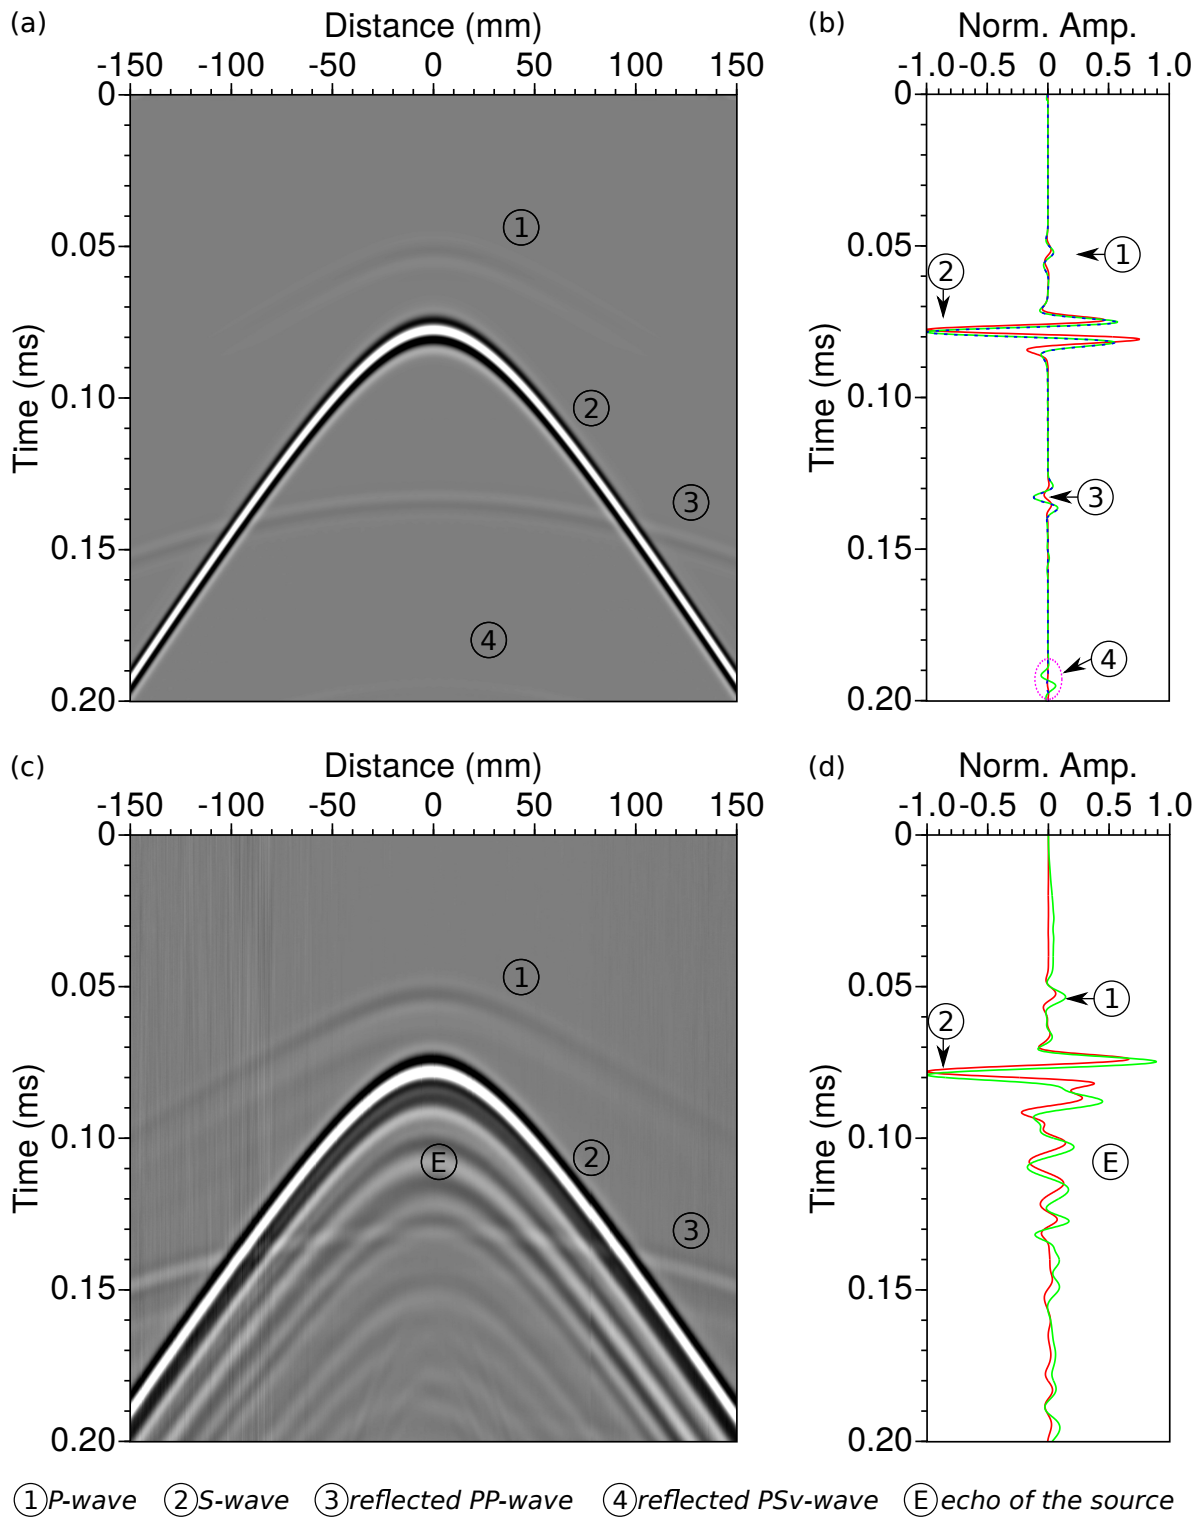 (a) Distance (mm) (b) Norm. Amp.
-150 -100 -50 0 50 100 150 -1.0 -0.5 0 0.5 1.0
0 0
1
0.05 0.05 1
2
Time (ms) Time (ms)
0.10 2 0.10
3 3
0.15 0.15
4 4
0.20 0.20
(c) Distance (mm) (d) Norm. Amp.
-150 -100 -50 0 50 100 150 -1.0 -0.5 0 0.5 1.0
0 0
1
0.05 0.05 1
2
Time (ms) Time (ms)
0.10 0.10
E 2 E
3
0.15 0.15
0.20 0.20
1 P-wave 2 S-wave 3 reflected PP-wave 4 reflected PSv-wave E echo of the source